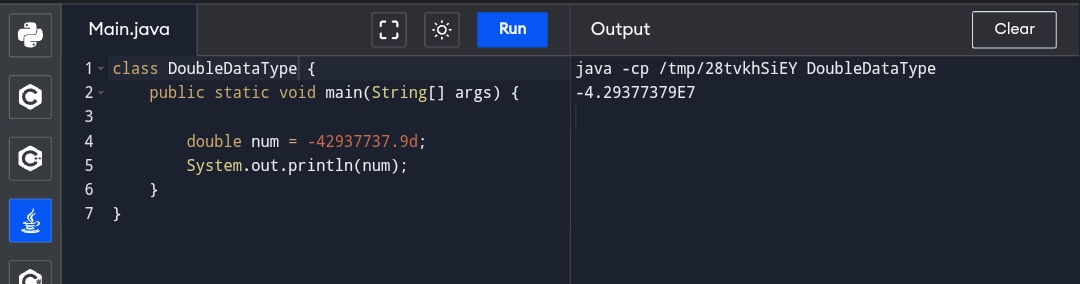 Main.java
Run
Output
Clear
1 class DoubleDataType {
2 public static void main(String[] args) {
3
4 double num = -42937737.9d;
5 System.out.println(num);
6 }
7 }
java -cp /tmp/28tvkhSiEY DoubleDataType
-4.29377379E7